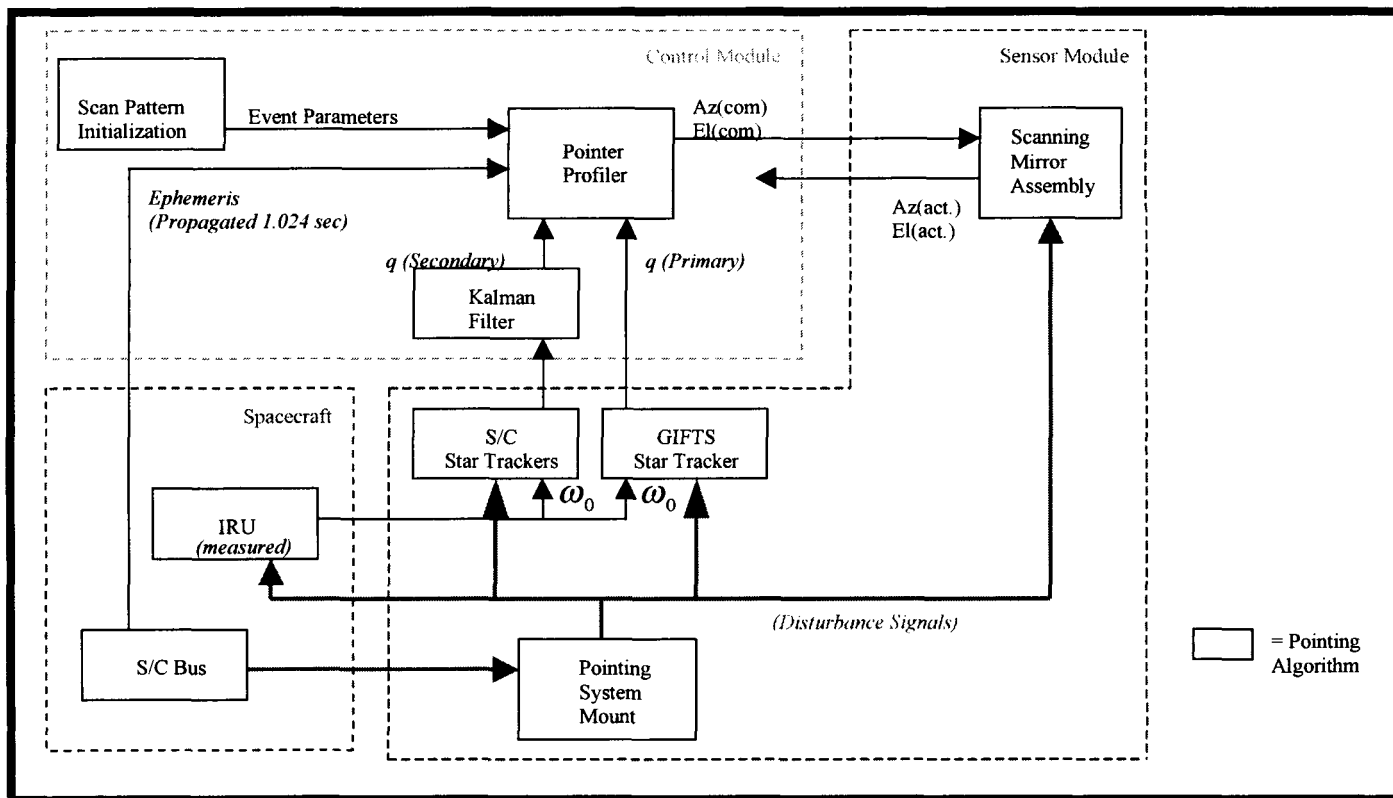 Control Module
Sensor Module
Scan Pattern
Initialization
Event Parameters
Az(com)
El(com)
Pointer
Profiler
Scanning
Mirror
Assembly
Ephemeris
(Propagated 1.024 sec)
Az(act.)
El(act.)
q (Secondary)
q (Primary)
Kalman
Filter
Spacecraft
S/C
Star Trackers
GIFTS
Star Tracker
ω₀
ω₀
IRU
(measured)
(Disturbance Signals)
S/C Bus
Pointing
System
Mount
= Pointing
Algorithm